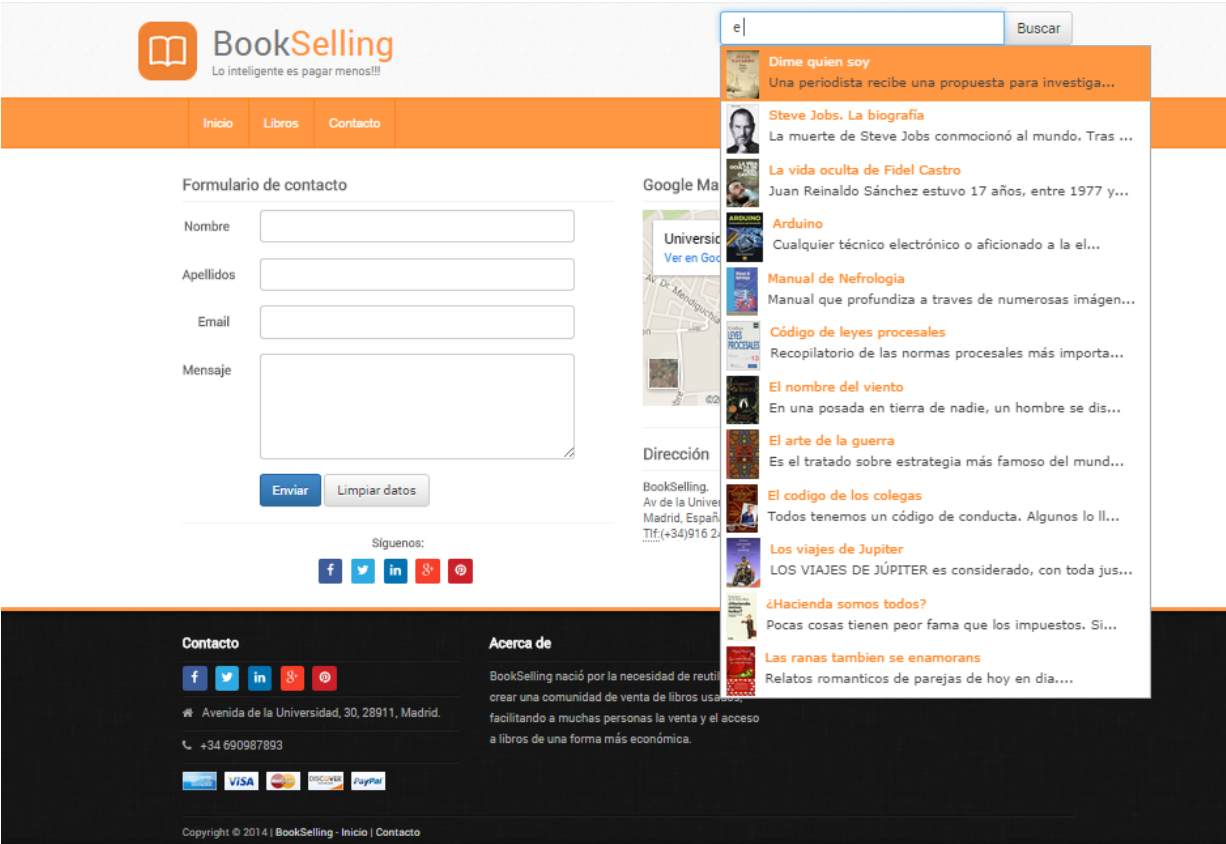 BookSelling
Lo inteligente es pagar menos!!!
e
Buscar
Inicio
Libros
Contacto
Dime quien soy
Una periodista recibe una propuesta para investiga...
Steve Jobs. La biografía
La muerte de Steve Jobs conmocionó al mundo. Tras ...
La vida oculta de Fidel Castro
Juan Reinaldo Sánchez estuvo 17 años, entre 1977 y...
Arduino
Cualquier técnico electrónico o aficionado a la el...
Manual de Nefrologia
Manual que profundiza a traves de numerosas imágen...
Código de leyes procesales
Recopilatorio de las normas procesales más importa...
El nombre del viento
En una posada en tierra de nadie, un hombre se dis...
El arte de la guerra
Es el tratado sobre estrategia más famoso del mund...
El codigo de los colegas
Todos tenemos un código de conducta. Algunos lo ll...
Los viajes de Jupiter
LOS VIAJES DE JÚPITER es considerado, con toda jus...
¿Hacienda somos todos?
Pocas cosas tienen peor fama que los impuestos. Si...
Las ranas tambien se enamorans
Relatos romanticos de parejas de hoy en dia....
Formulario de contacto
Nombre
Apellidos
Email
Mensaje
Enviar
Limpiar datos
Síguenos:
Google Ma
Universid
Ver en Goo
Av. Dr. Mendiguchía
©20
Dirección
BookSelling,
Av de la Univer
Madrid, España
Tlf:(+34)916 24
Contacto
Avenida de la Universidad, 30, 28911, Madrid.
+34 690987893
VISA
DISCOVER
PayPal
Acerca de
BookSelling nació por la necesidad de reutil
crear una comunidad de venta de libros usados,
facilitando a muchas personas la venta y el acceso
a libros de una forma más económica.
Copyright © 2014 | BookSelling - Inicio | Contacto